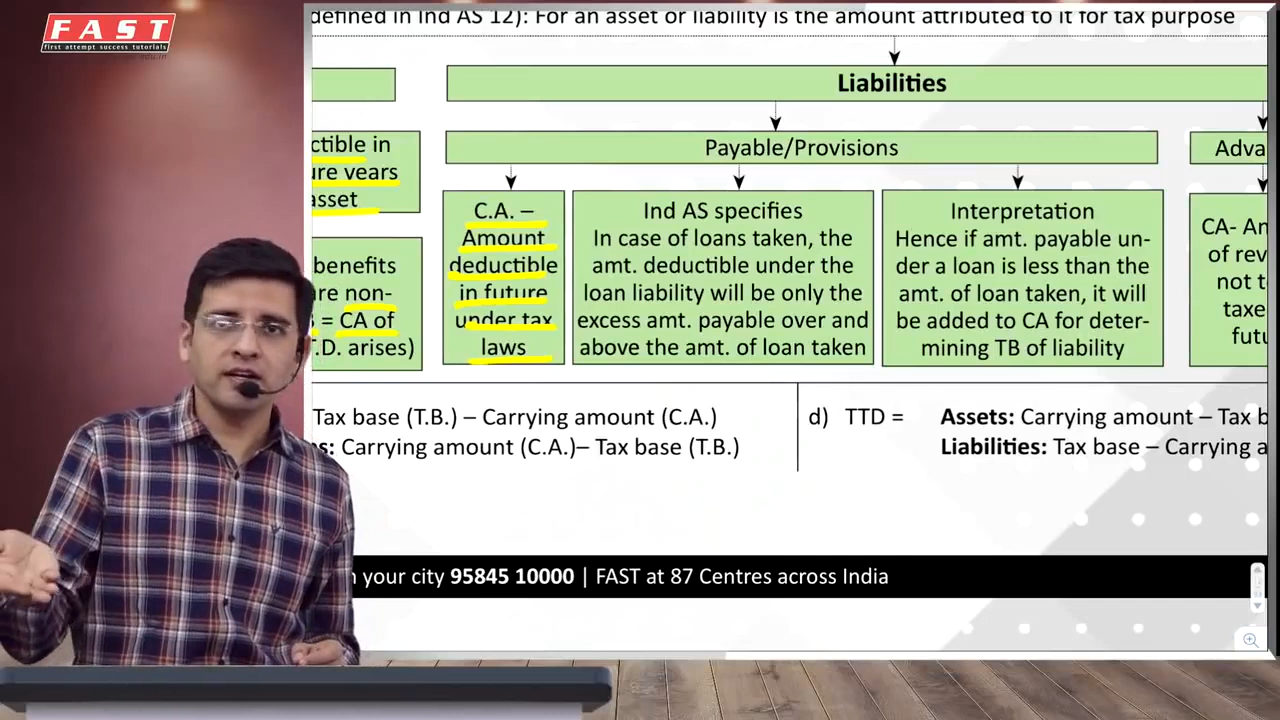 FAST
first attempt success tutorials
edu.in
defined in Ind AS 12): For an asset or liability is the amount attributed to it for tax purpose
Liabilities
ctible in
ure years
asset
benefits
are non-
= CA of
T.D. arises)
Payable/Provisions
C.A. –
Amount
deductible
in future
under tax
laws
Ind AS specifies
In case of loans taken, the
amt. deductible under the
loan liability will be only the
excess amt. payable over and
above the amt. of loan taken
Interpretation
Hence if amt. payable un-
der a loan is less than the
amt. of loan taken, it will
be added to CA for deter-
mining TB of liability
Adva
CA- An
of rev
not t
taxe
futu
Tax base (T.B.) – Carrying amount (C.A.)
s: Carrying amount (C.A.)– Tax base (T.B.)
d) TTD = Assets: Carrying amount – Tax b
Liabilities: Tax base – Carrying a
n your city 95845 10000 | FAST at 87 Centres across India